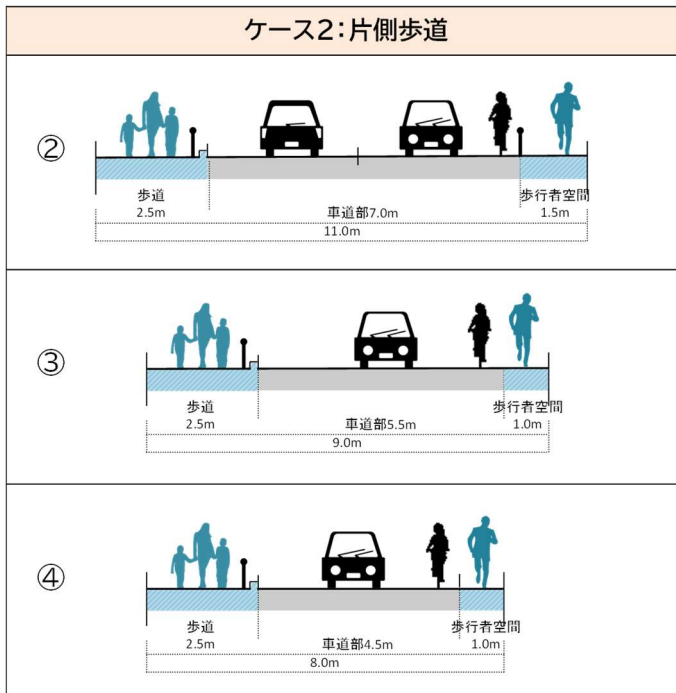 ケース2：片側歩道
②
歩道
車道部7.0m
歩行者空間
2.5m
1.5m
11.0m
③
歩道
車道部5.5m
歩行者空間
2.5m
1.0m
9.0m
④
歩道
車道部4.5m
歩行者空間
2.5m
1.0m
8.0m